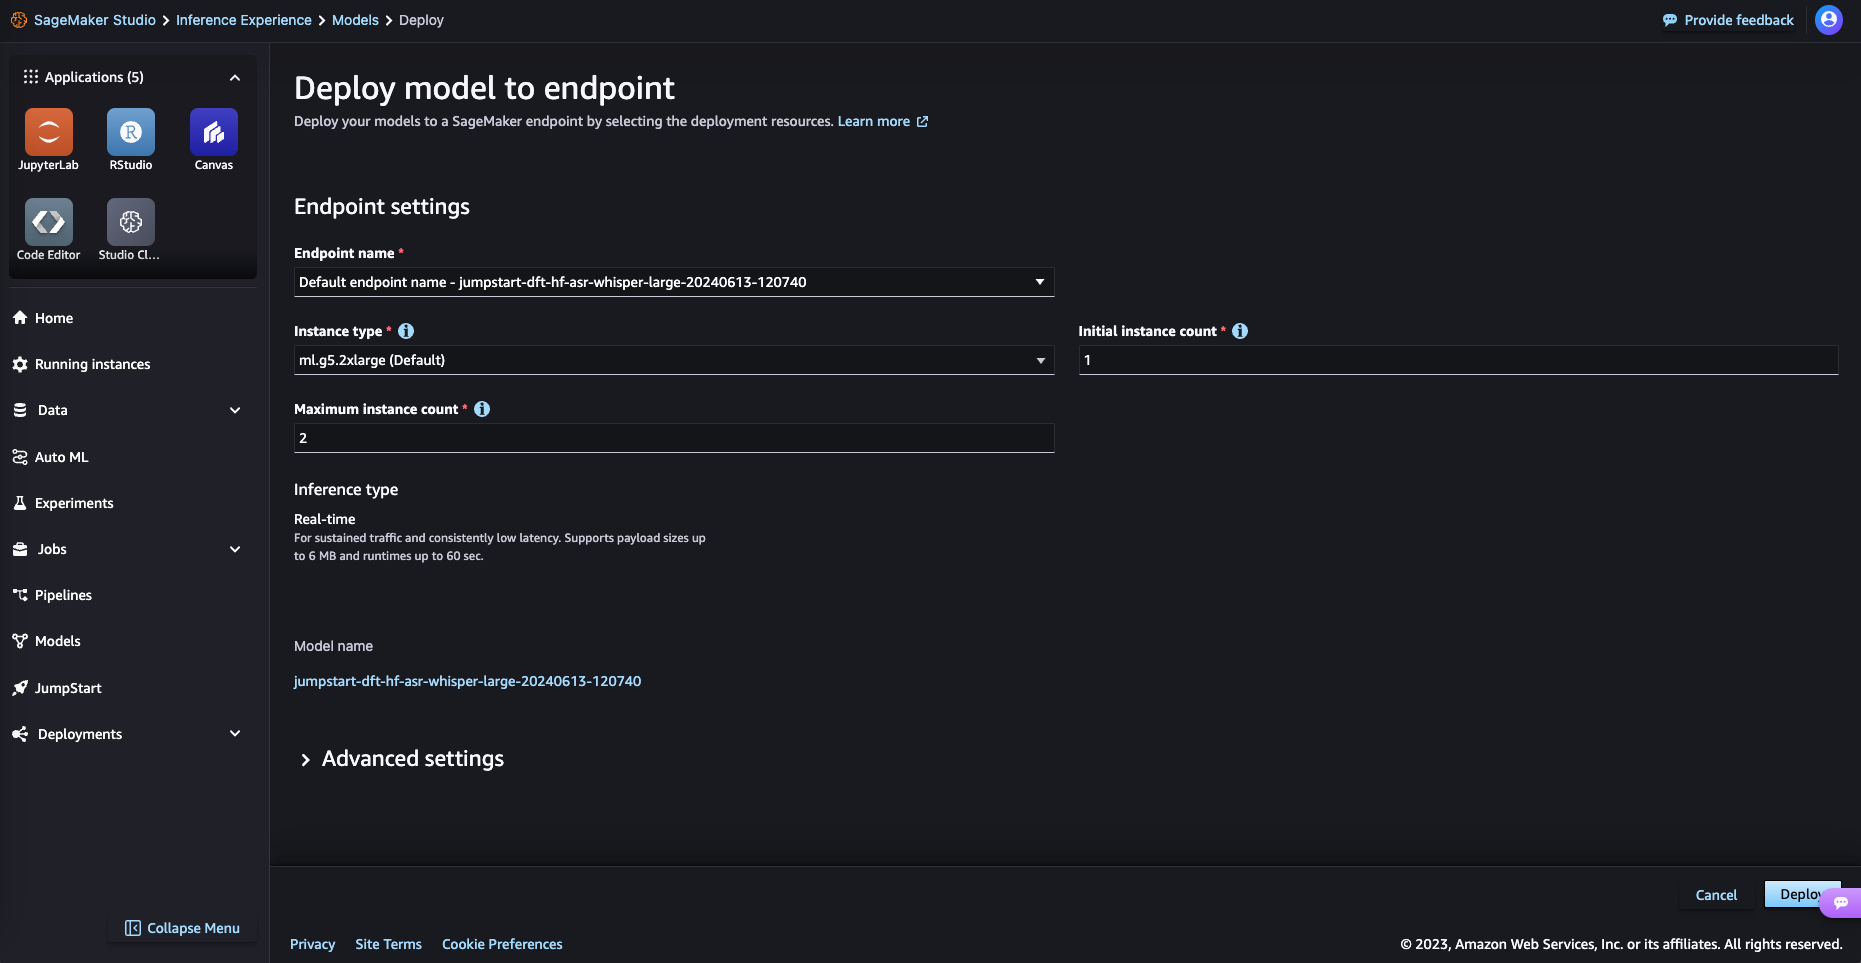 SageMaker Studio > Inference Experience > Models > Deploy
Provide feedback
Applications (5)
JupyterLab
RStudio
Canvas
Code Editor
Studio Cl...
Home
Running instances
Data
Auto ML
Experiments
Jobs
Pipelines
Models
JumpStart
Deployments
Collapse Menu
Deploy model to endpoint
Deploy your models to a SageMaker endpoint by selecting the deployment resources. Learn more
Endpoint settings
Endpoint name *
Default endpoint name - jumpstart-dft-hf-asr-whisper-large-20240613-120740
Instance type *
ml.g5.2xlarge (Default)
Initial instance count *
1
Maximum instance count *
2
Inference type
Real-time
For sustained traffic and consistently low latency. Supports payload sizes up
to 6 MB and runtimes up to 60 sec.
Model name
jumpstart-dft-hf-asr-whisper-large-20240613-120740
Advanced settings
Cancel
Deploy
Privacy
Site Terms
Cookie Preferences
© 2023, Amazon Web Services, Inc. or its affiliates. All rights reserved.